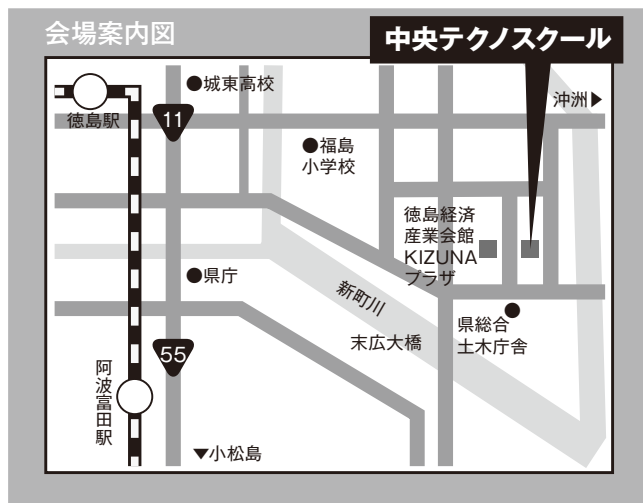 会場案内図
中央テクノスクール
●城東高校
沖洲▶
徳島駅
11
●福島
小学校
徳島経済
産業会館
KIZUNA
プラザ
●県庁
新町川
県総合
土木庁舎
末広大橋
55
阿波富田駅
▼小松島